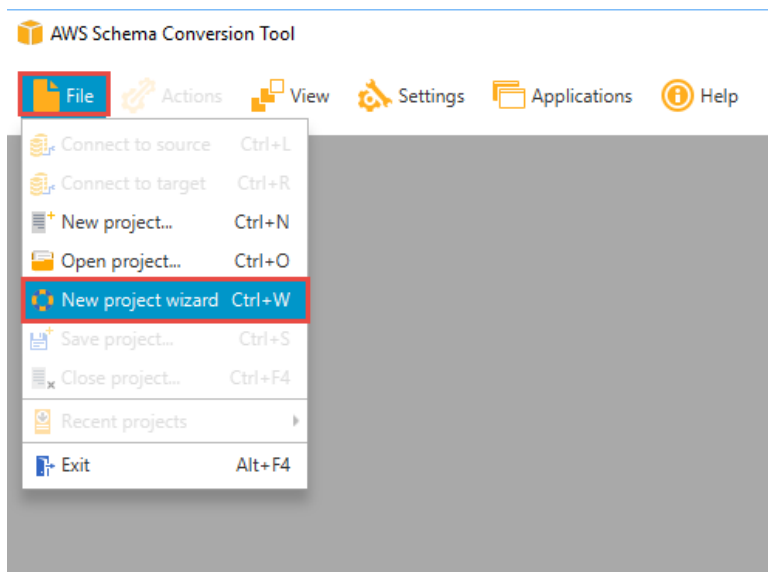 AWS Schema Conversion Tool
File Actions View Settings Applications Help
Connect to source Ctrl+L
Connect to target Ctrl+R
New project... Ctrl+N
Open project... Ctrl+O
New project wizard Ctrl+W
Save project... Ctrl+S
Close project... Ctrl+F4
Recent projects
Exit Alt+F4